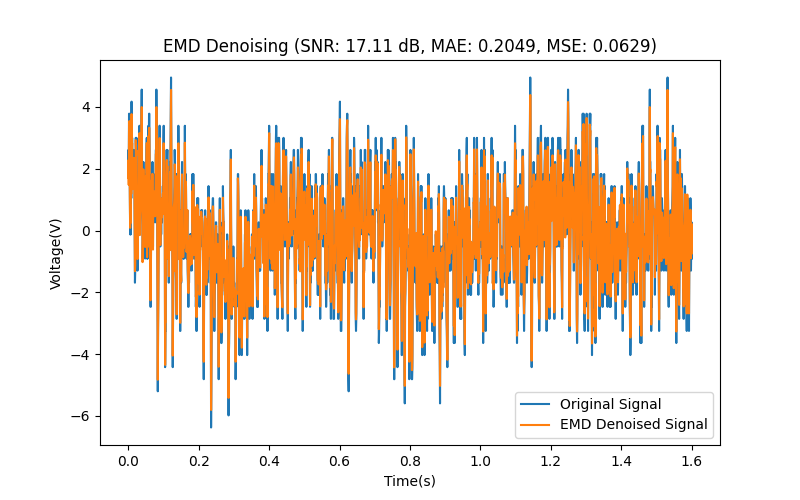 EMD Denoising (SNR: 17.11 dB, MAE: 0.2049, MSE: 0.0629)
4
2
0
−2
−4
−6
Voltage(V)
Original Signal
EMD Denoised Signal
0.0 0.2 0.4 0.6 0.8 1.0 1.2 1.4 1.6
Time(s)